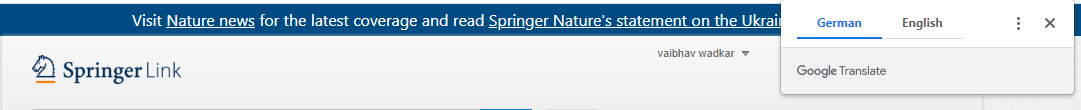 Visit Nature news for the latest coverage and read Springer Nature's statement on the
German English
vaibhav wadkar
Springer Link
Google Translate